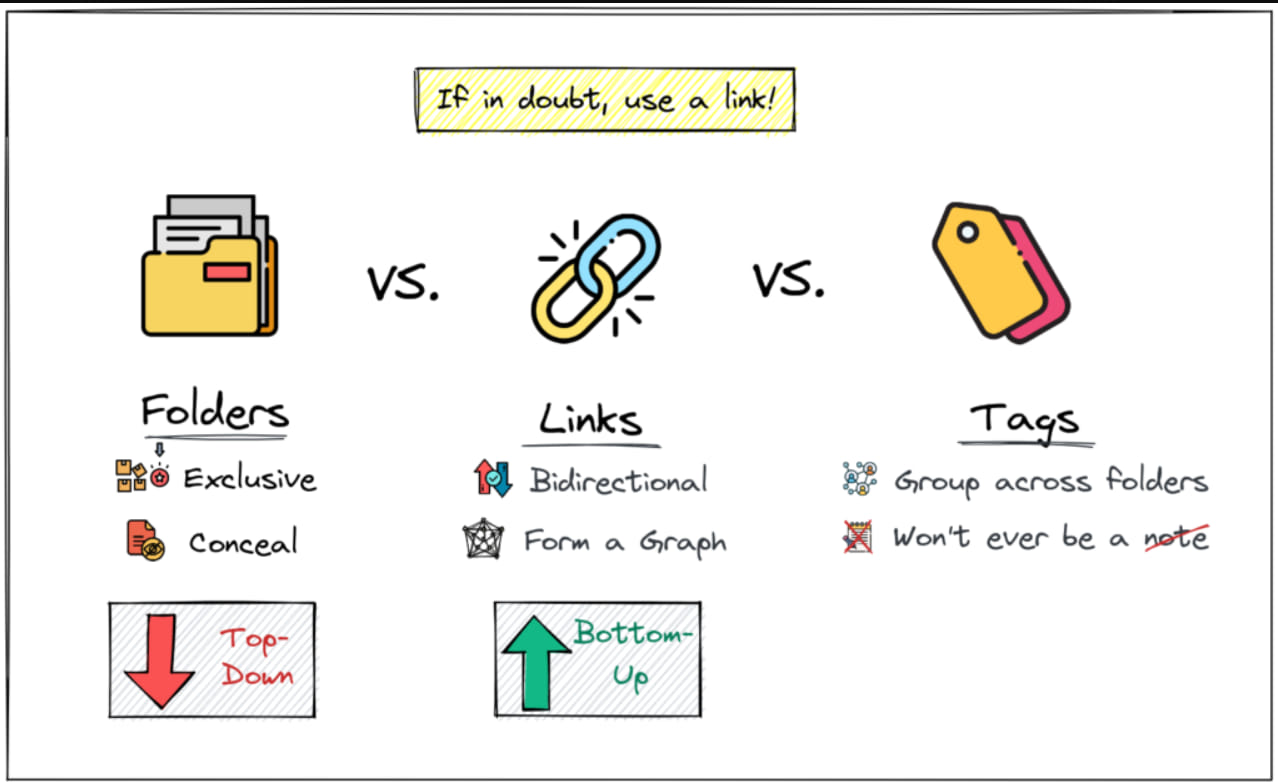 If in doubt, use a link!
vs.
vs.
Folders
Exclusive
Conceal
Top-
Down
Links
Bidirectional
Form a Graph
Bottom-
Up
Tags
Group across folders
Won't ever be a note